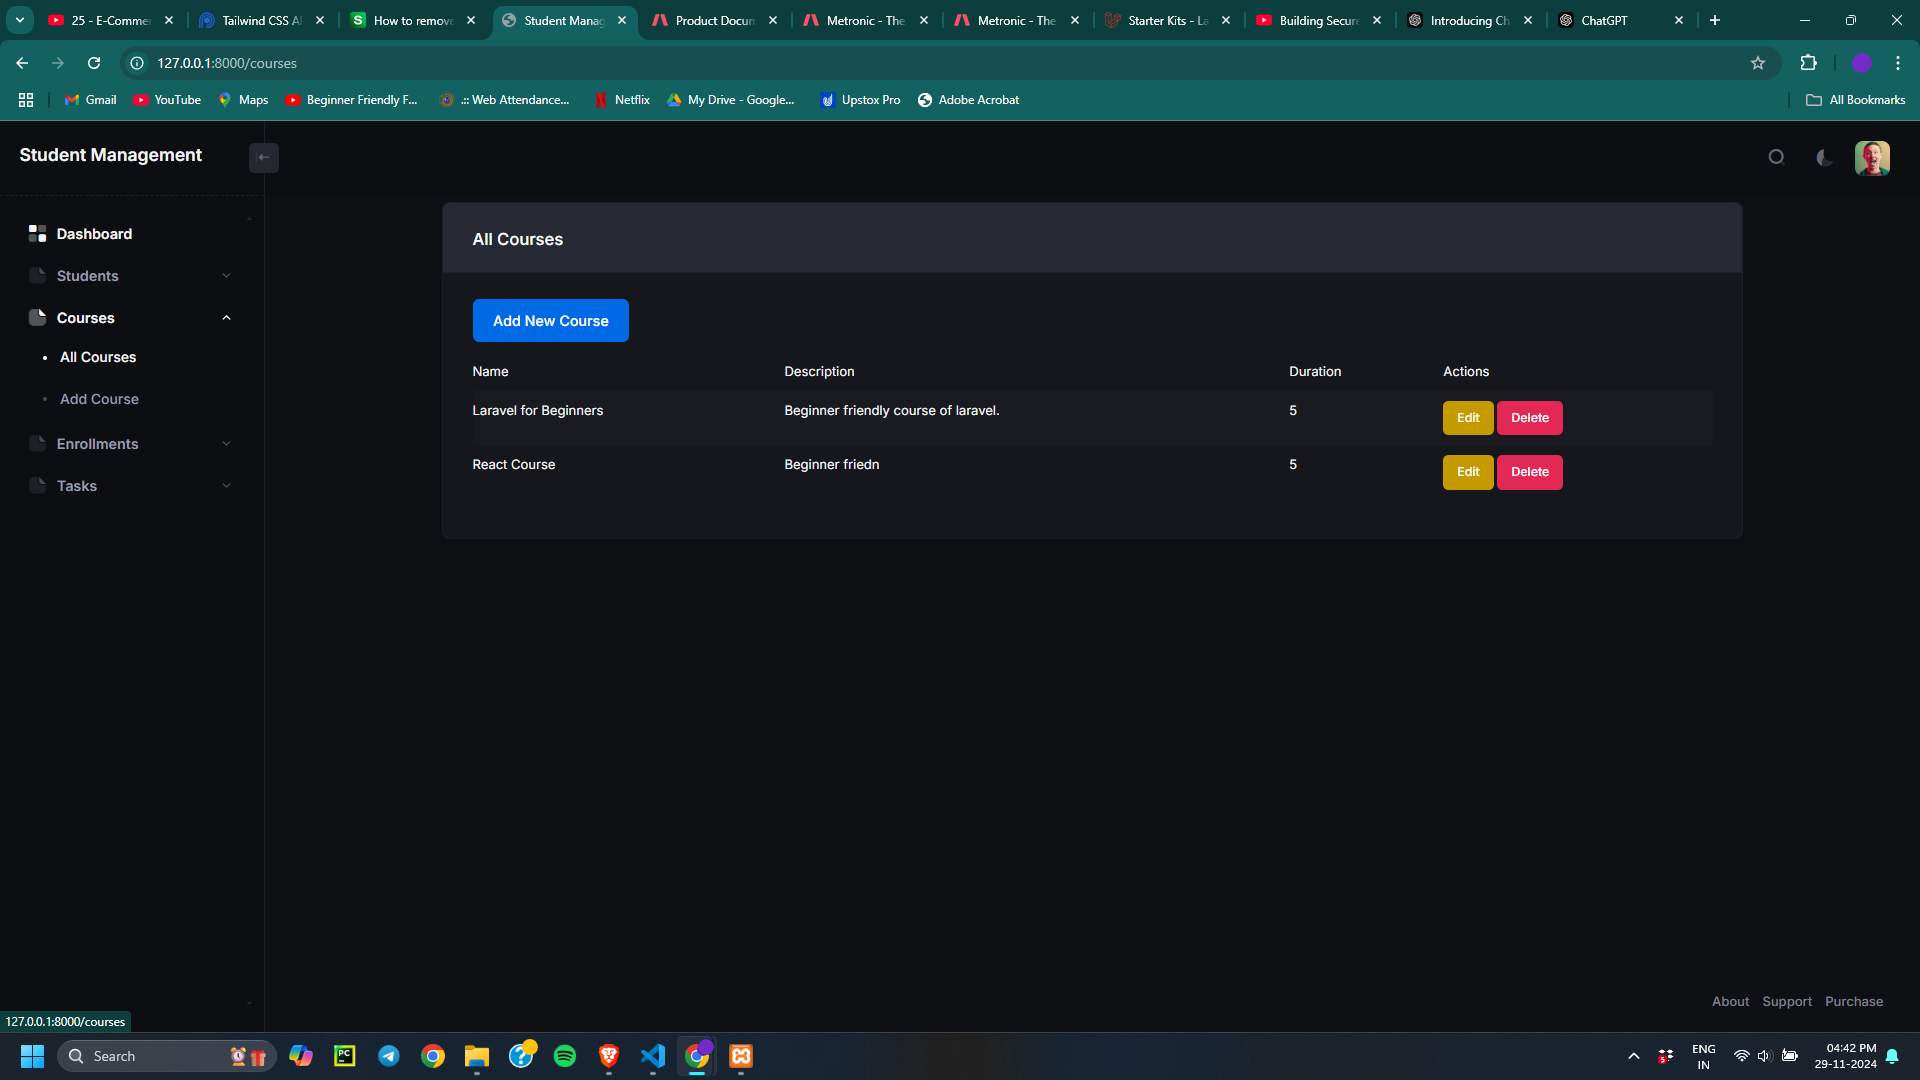 25 - E-Commer
Tailwind CSS Al
How to remove
Student Manag
Product Docum
Metronic - The
Metronic - The
Starter Kits - La
Building Secure
Introducing Ch
ChatGPT
127.0.0.1:8000/courses
Gmail
YouTube
Maps
Beginner Friendly F...
.:: Web Attendance...
Netflix
My Drive - Google...
Upstox Pro
Adobe Acrobat
All Bookmarks
Student Management
Dashboard
Students
Courses
All Courses
Add Course
Enrollments
Tasks
All Courses
Add New Course
Name Description Duration Actions
Laravel for Beginners Beginner friendly course of laravel. 5 Edit Delete
React Course Beginner friedn 5 Edit Delete
About Support Purchase
127.0.0.1:8000/courses
Search
PC
5
ENG
IN
04:42 PM
29-11-2024